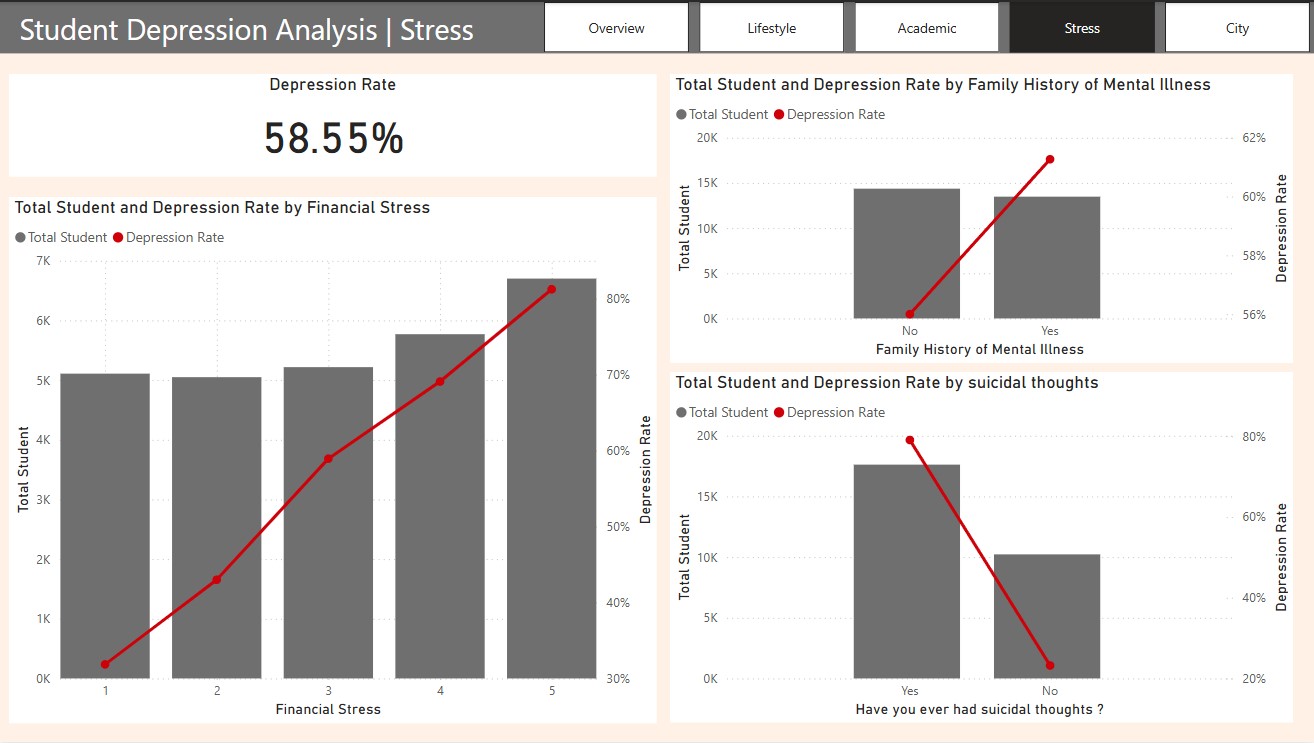 Student Depression Analysis | Stress
Overview
Lifestyle
Academic
Stress
City
Depression Rate
58.55%
Total Student and Depression Rate by Financial Stress
Total Student
Depression Rate
7K
6K
5K
4K
3K
2K
1K
0K
Total Student
80%
70%
60%
50%
40%
30%
Depression Rate
1
2
3
4
5
Financial Stress
Total Student and Depression Rate by Family History of Mental Illness
Total Student
Depression Rate
20K
15K
10K
5K
0K
Total Student
62%
60%
58%
56%
Depression Rate
No
Yes
Family History of Mental Illness
Total Student and Depression Rate by suicidal thoughts
Total Student
Depression Rate
20K
15K
10K
5K
0K
Total Student
80%
60%
40%
20%
Depression Rate
Yes
No
Have you ever had suicidal thoughts ?